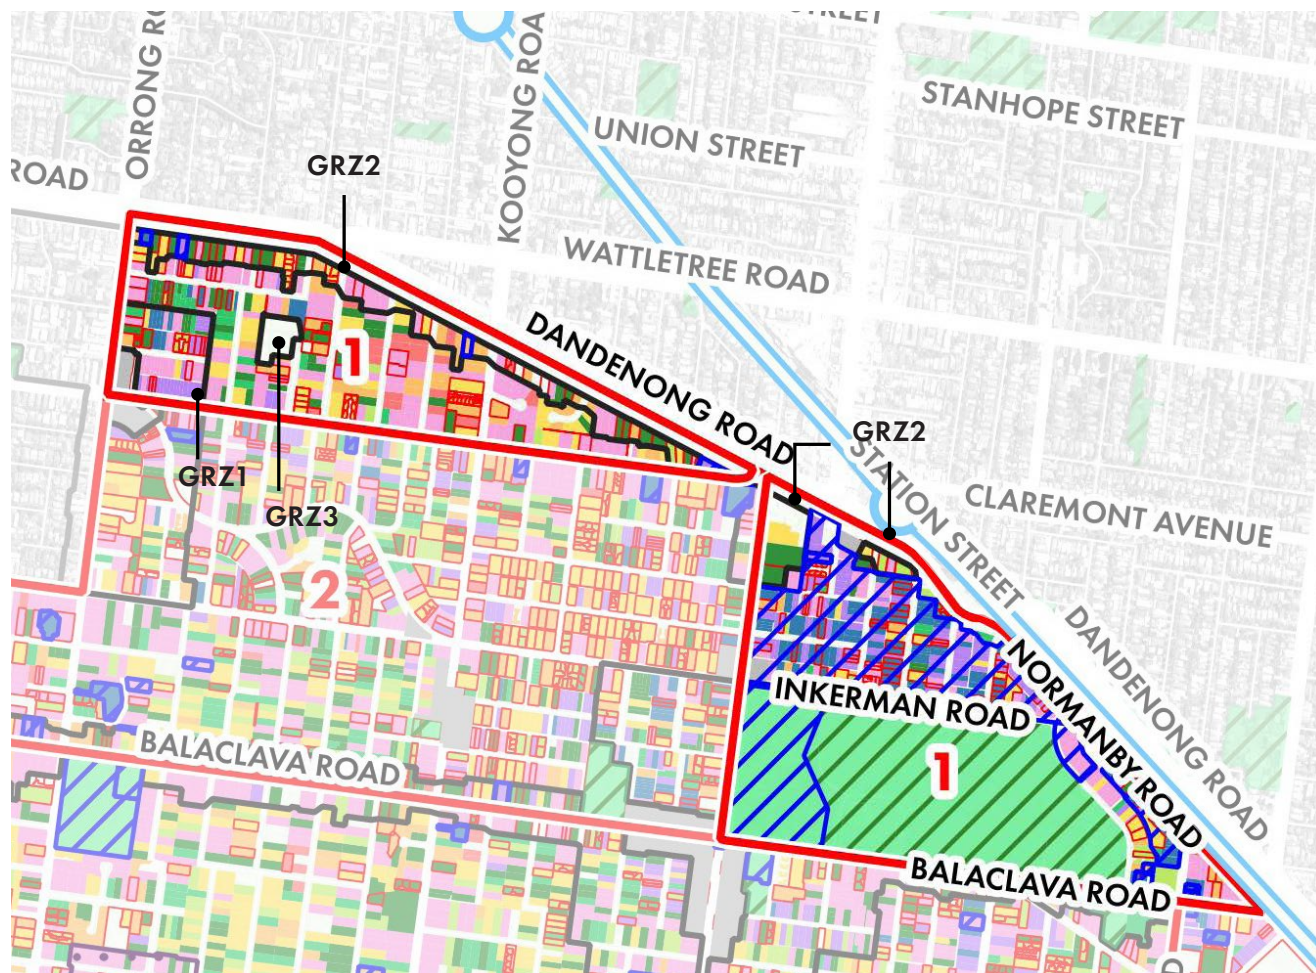 STREET
ORRONG RO
KOOYONG ROA
STANHOPE STREET
UNION STREET
GRZ2
ROAD
WATTLETREE ROAD
DANDENONG ROAD
1
GRZ2
STATION STREET
CLAREMONT AVENUE
GRZ1
GRZ3
2
DANDENONG ROAD
NORMANBY ROAD
INKERMAN ROAD
BALACLAVA ROAD
1
BALACLAVA ROAD
D